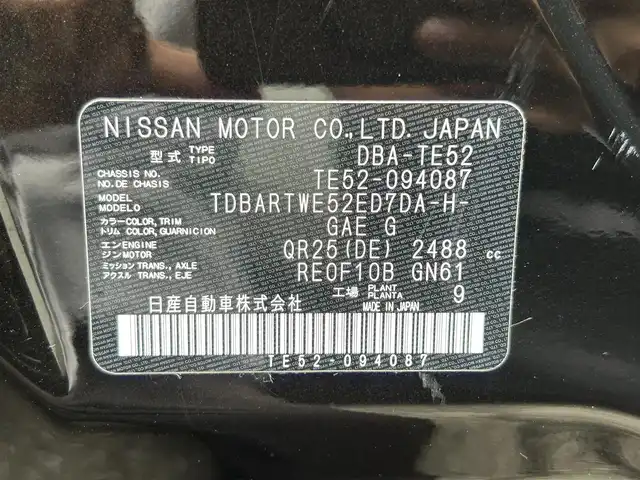 NISSAN MOTOR CO.,LTD. JAPAN
型式 TYPE TIPO DBA-TE52
CHASSIS NO. NO. DE CHASIS TE52-094087
MODEL MODELO TDBARTWE52ED7DA-H-
カラー COLOR, TRIM トリム COLOR, GUARNICION GAE G
エンジン ENGINE MOTOR QR25(DE) 2488 cc
ミッション TRANS., AXLE アクスル TRANS., EJE RE0F10B GN61
工場 PLANT PLANTA 9
日産自動車株式会社 MADE IN JAPAN
TE52-094087